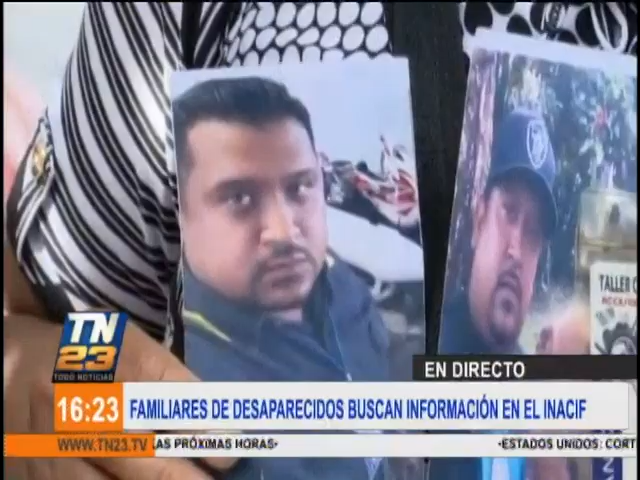 TALLER
EN DIRECTO
TN
23
TODO NOTICIAS
16:23
FAMILIARES DE DESAPARECIDOS BUSCAN INFORMACIÓN EN EL INACIF
WWW.TN23.TV
LAS PRÓXIMAS HORAS•
•ESTADOS UNIDOS: CORT